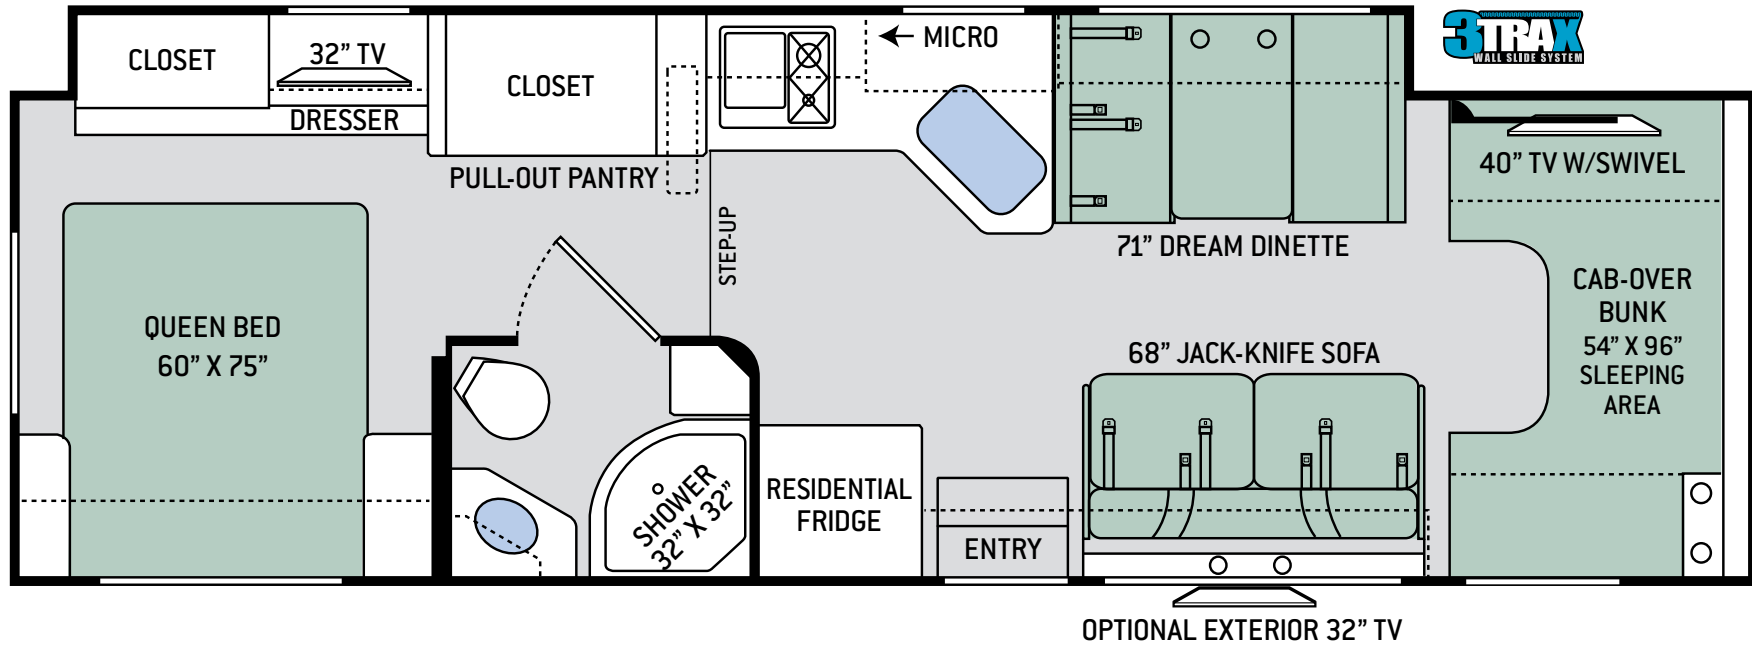 CLOSET
32” TV
DRESSER
CLOSET
PULL-OUT PANTRY
MICRO
3TRAX
WALL SLIDE SYSTEM
40” TV W/SWIVEL
71” DREAM DINETTE
STEP-UP
QUEEN BED
60” X 75”
CAB-OVER
BUNK
54” X 96”
SLEEPING
AREA
68” JACK-KNIFE SOFA
SHOWER
32” X 32”
RESIDENTIAL
FRIDGE
ENTRY
OPTIONAL EXTERIOR 32” TV